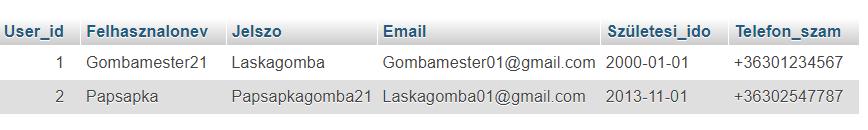 User_id Felhasznalonev Jelszo Email Születesi_ido Telefon_szam
1 Gombamester21 Laskagomba Gombamester01@gmail.com 2000-01-01 +36301234567
2 Papsapka Papsapkagomba21 Laskagomba01@gmail.com 2013-11-01 +36302547787